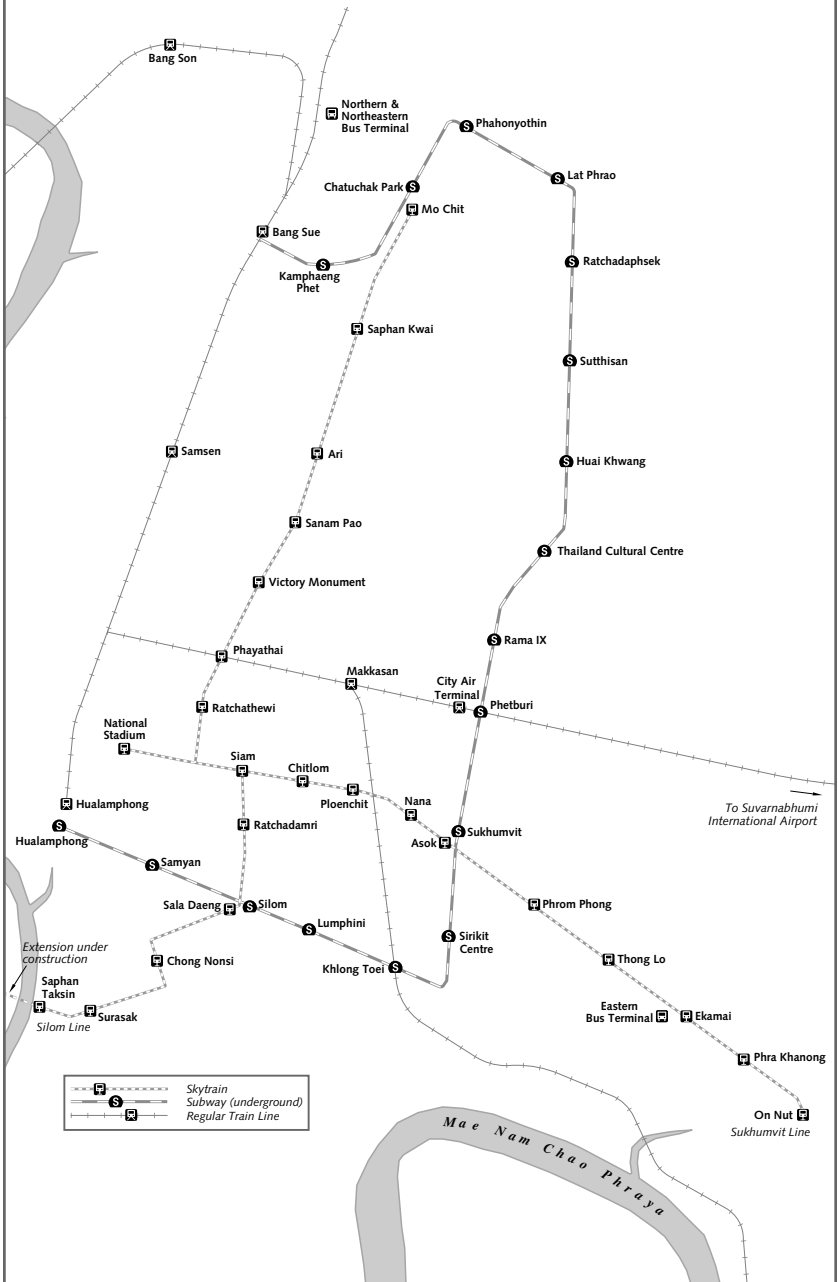 Bang Son
Northern &
Northeastern
Bus Terminal
Phahonyothin
Lat Phrao
Chatuchak Park
Mo Chit
Bang Sue
Kamphaeng
Phet
Ratchadaphsek
Saphan Kwai
Sutthisan
Samsen
Ari
Huai Khwang
Sanam Pao
Thailand Cultural Centre
Victory Monument
Rama IX
Phayathai
Makkasan
City Air
Terminal
Phetburi
Ratchathewi
National
Stadium
Siam
Chitlom
Ploenchit
Nana
Hualamphong
Hualamphong
To Suvarnabhumi
International Airport
Ratchadamri
Sukhumvit
Asok
Samyan
Sala Daeng
Silom
Phrom Phong
Lumphini
Sirikit
Centre
Extension under
construction
Chong Nonsi
Khlong Toei
Thong Lo
Saphan
Taksin
Surasak
Silom Line
Eastern
Bus Terminal
Ekamai
Phra Khanong
On Nut
Sukhumvit Line
Skytrain
Subway (underground)
Regular Train Line
Mae Nam Chao Phraya